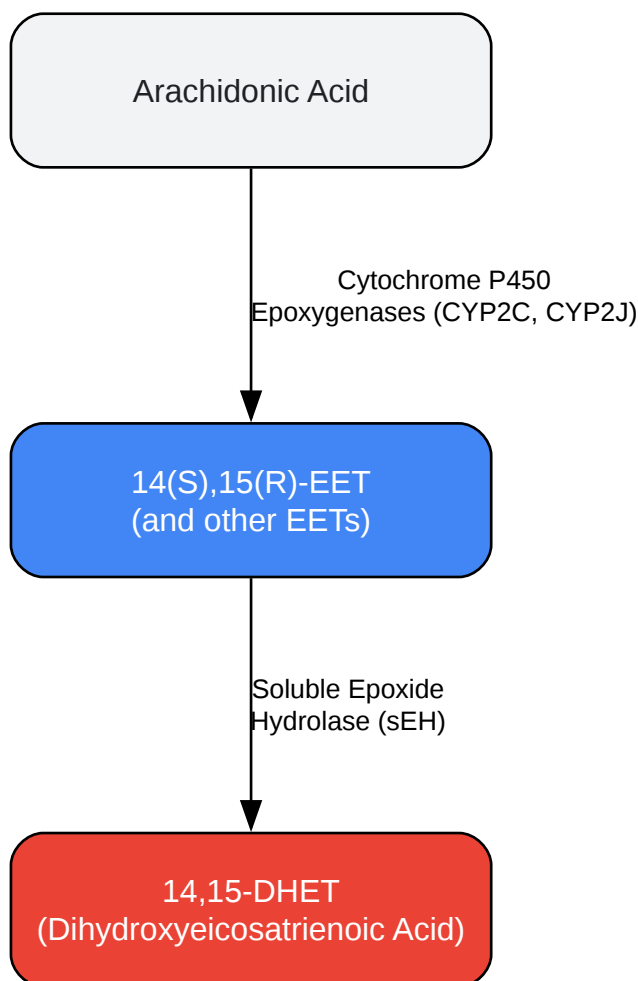 Arachidonic Acid
Cytochrome P450
Epoxygenases (CYP2C, CYP2J)
14(S),15(R)-EET
(and other EETs)
Soluble Epoxide
Hydrolase (sEH)
14,15-DHET
(Dihydroxyeicosatrienoic Acid)